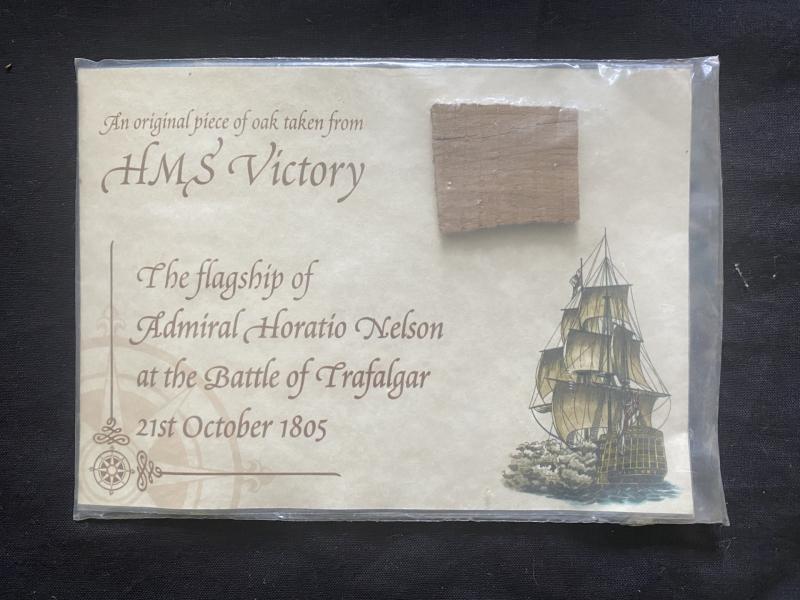 An original piece of oak taken from
HMS Victory
The flagship of
Admiral Horatio Nelson
at the Battle of Trafalgar
21st October 1805